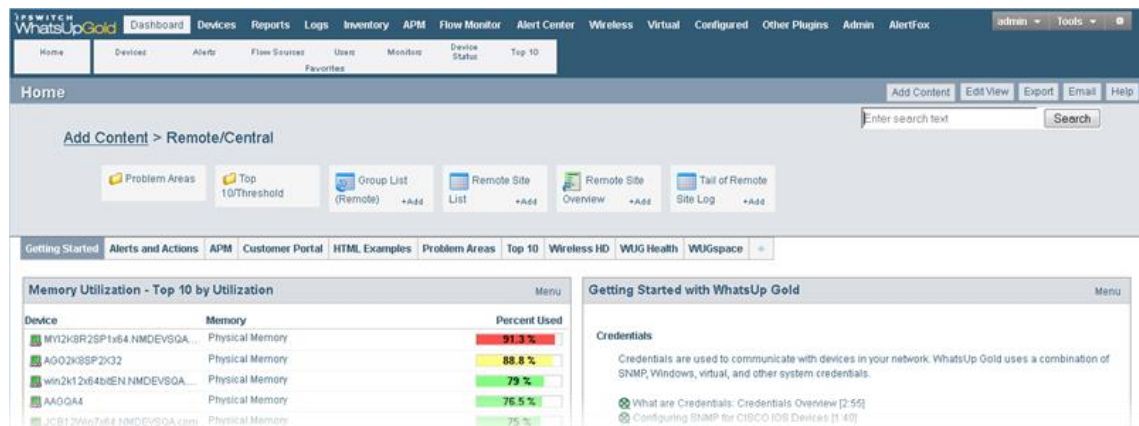 IPSWITCH
WhatsUpGold Dashboard Devices Reports Logs Inventory APM Flow Monitor Alert Center Wireless Virtual Configured Other Plugins Admin AlertFox admin Tools
Home Devices Alerts Flow Sources Users Monitors Device Status Top 10
Favorites
Home Add Content Edit View Export Email Help
Enter search text Search
Add Content > Remote/Central
Problem Areas Top 10/Threshold Group List (Remote) +Add Remote Site List +Add Remote Site Overview +Add Tail of Remote Site Log +Add
Getting Started Alerts and Actions APM Customer Portal HTML Examples Problem Areas Top 10 Wireless HD WUG Health WUGspace +
Memory Utilization - Top 10 by Utilization Menu
Device Memory Percent Used
MYI2K8R2SP1x64.NMDEVSQA... Physical Memory 91.3 %
AGO2K8SP2X32 Physical Memory 88.8 %
win2k12x64bitEN.NMDEVSQA... Physical Memory 79 %
AAGQA4 Physical Memory 76.5 %
JCB12Win7x64.NMDEVSQA.com Physical Memory 75 %
Getting Started with WhatsUp Gold Menu
Credentials
Credentials are used to communicate with devices in your network. WhatsUp Gold uses a combination of
SNMP, Windows, virtual, and other system credentials.
What are Credentials: Credentials Overview [2:55]
Configuring SNMP for CISCO IOS Devices [1:40]